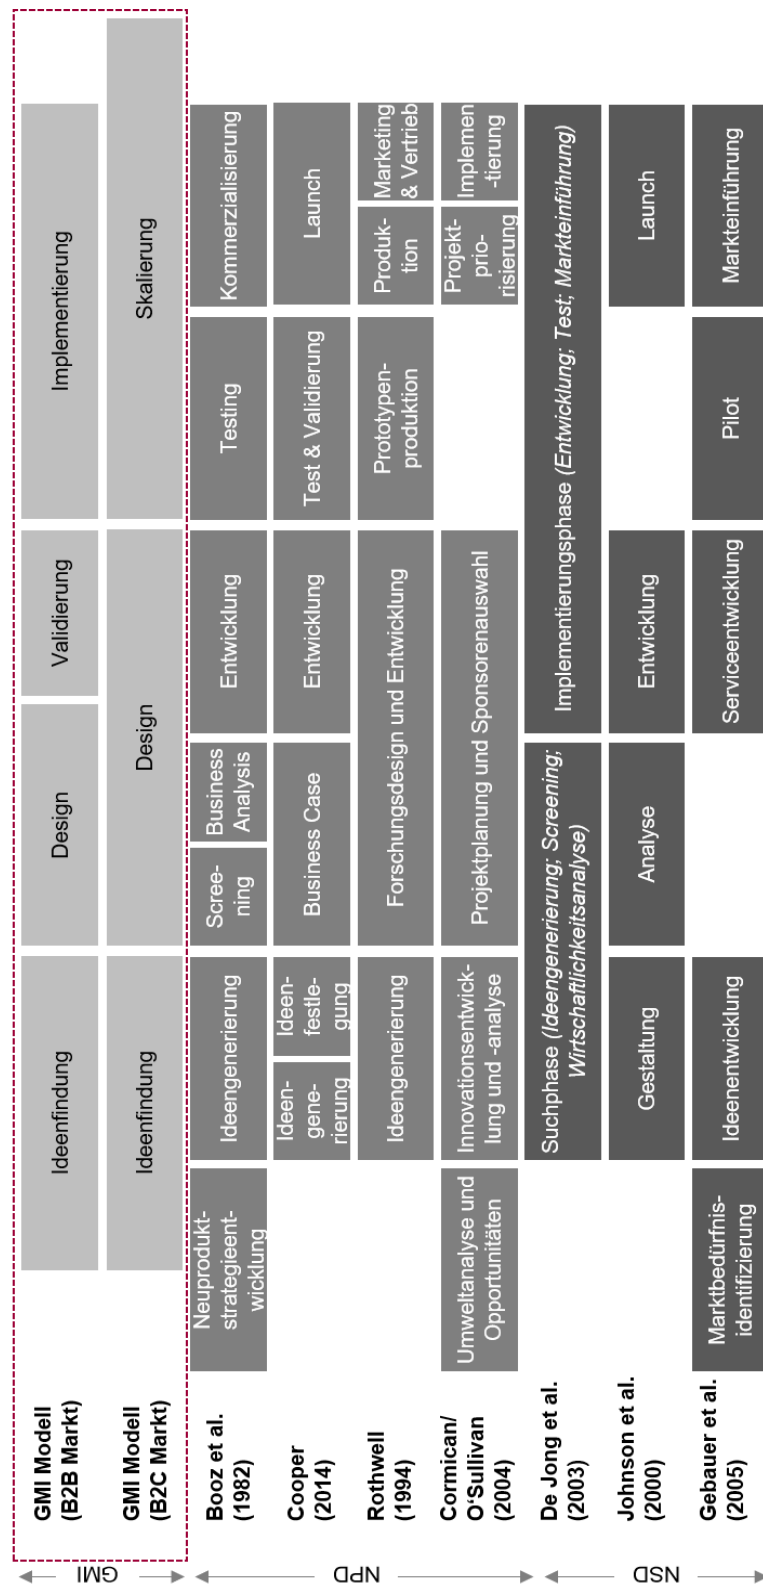 GMI
GMI Modell
(B2B Markt)
Ideenfindung
Design
Validierung
Implementierung
GMI Modell
(B2C Markt)
Ideenfindung
Design
Skalierung
NPD
Booz et al.
(1982)
Neuprodukt-
strategieent-
wicklung
Ideengenerierung
Scree-
ning
Business
Analysis
Entwicklung
Testing
Kommerzialisierung
Cooper
(2014)
Ideen-
gene-
rierung
Ideen-
festle-
gung
Business Case
Entwicklung
Test & Validierung
Launch
Rothwell
(1994)
Ideengenerierung
Forschungsdesign und Entwicklung
Prototypen-
produktion
Produk-
tion
Marketing
& Vertrieb
Cormican/
O‘Sullivan
(2004)
Umweltanalyse und
Opportunitäten
Innovationsentwick-
lung und -analyse
Projektplanung und Sponsorenauswahl
Projekt-
prio-
risierung
Implemen
-tierung
NSD
De Jong et al.
(2003)
Suchphase (Ideengenerierung; Screening;
Wirtschaftlichkeitsanalyse)
Implementierungsphase (Entwicklung; Test; Markteinführung)
Johnson et al.
(2000)
Gestaltung
Analyse
Entwicklung
Launch
Gebauer et al.
(2005)
Marktbedürfnis-
identifizierung
Ideenentwicklung
Serviceentwicklung
Pilot
Markteinführung